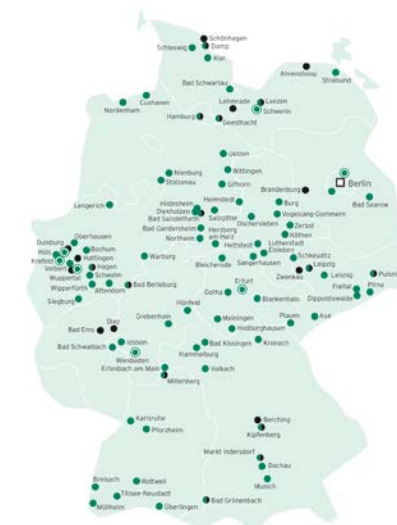 Schönhagen
Schleswig
Damp
Kiel
Ahrenshoop
Stralsund
Bad Schwartau
Cuxhaven
Nordenham
Lehmrade
Leezen
Schwerin
Hamburg
Geesthacht
Uelzen
Nienburg
Wittingen
Stolzenau
Gifhorn
Berlin
Brandenburg
Bad Saarow
Lengerich
Hildesheim
Helmstedt
Burg
Diekholzen
Bad Salzdetfurth
Salzgitter
Vogelsang-Gommern
Oschersleben
Zerbst
Bad Gandersheim
Herzberg
am Harz
Köthen
Northeim
Hettstedt
Lutherstadt
Eisleben
Oberhausen
Duisburg
Bochum
Hüls
Hattingen
Krefeld
Warburg
Bleicherode
Sangerhausen
Schkeuditz
Velbert
Hagen
Leipzig
Wuppertal
Schwelm
Zwenkau
Leisnig
Pulsnitz
Wipperfürth
Bad Berleburg
Erfurt
Freital
Pirna
Attendorn
Gotha
Dippoldiswalde
Siegburg
Blankenhain
Hünfeld
Grebenhain
Meiningen
Plauen
Aue
Diez
Bad Ems
Hildburghausen
Idstein
Bad Kissingen
Kronach
Bad Schwalbach
Wiesbaden
Hammelburg
Erlenbach am Main
Volkach
Miltenberg
Karlsruhe
Berching
Pforzheim
Kipfenberg
Markt Indersdorf
Dachau
Breisach
Rottweil
Munich
Titisee-Neustadt
Müllheim
Überlingen
Bad Grönenbach